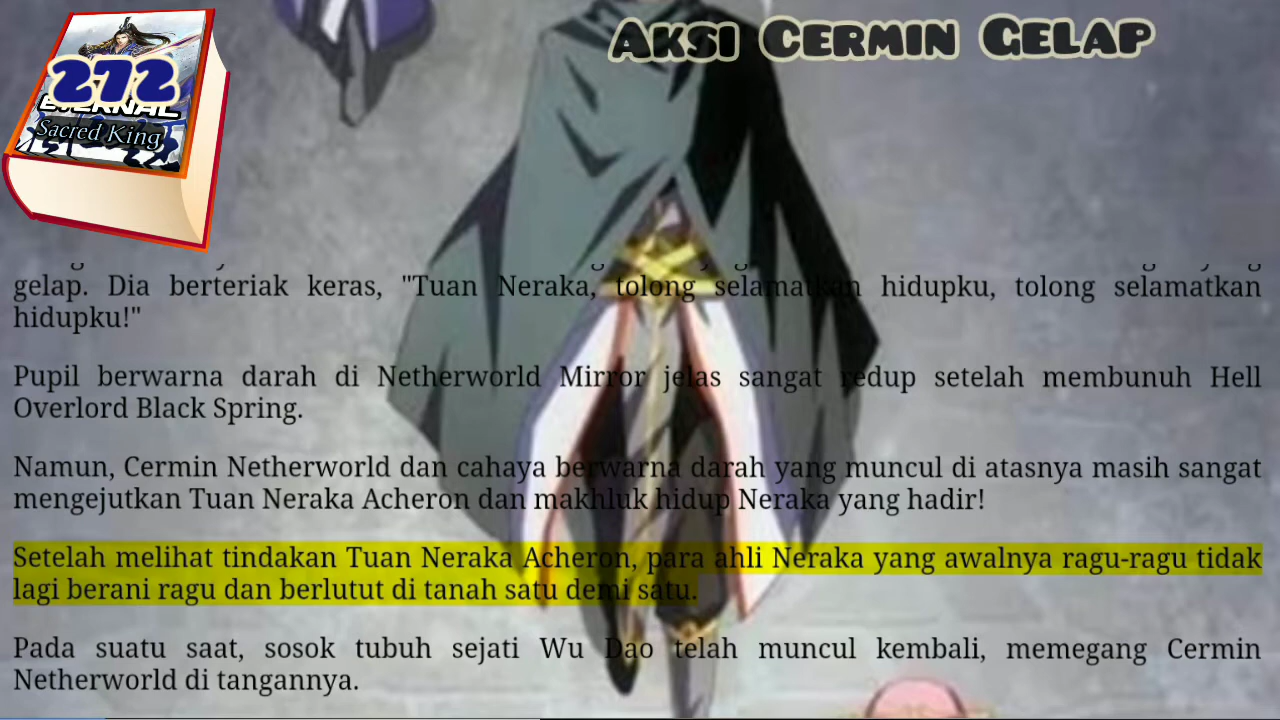 Aksi Cermin Gelap
272
ETERNAL
Sacred King
gelap. Dia berteriak keras, "Tuan Neraka, tolong selamatkan hidupku, tolong selamatkan
hidupku!"
Pupil berwarna darah di Netherworld Mirror jelas sangat redup setelah membunuh Hell
Overlord Black Spring.
Namun, Cermin Netherworld dan cahaya berwarna darah yang muncul di atasnya masih sangat
mengejutkan Tuan Neraka Acheron dan makhluk hidup Neraka yang hadir!
Setelah melihat tindakan Tuan Neraka Acheron, para ahli Neraka yang awalnya ragu-ragu tidak
lagi berani ragu dan berlutut di tanah satu demi satu.
Pada suatu saat, sosok tubuh sejati Wu Dao telah muncul kembali, memegang Cermin
Netherworld di tangannya.